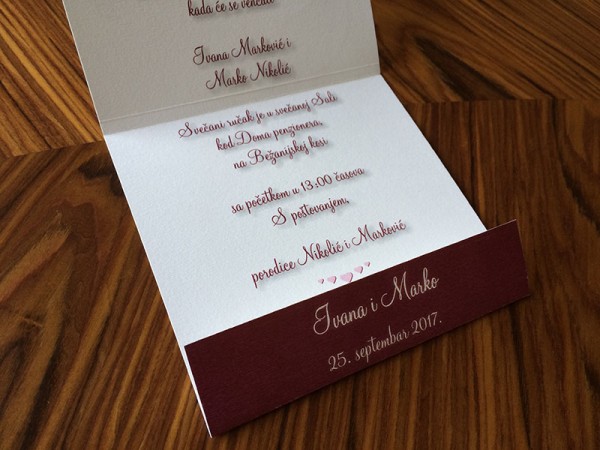 kada će se venčati
Ivana Marković i
Marko Nikolić
Svečani ručak je u svečanoj Sali
kod Doma penzionera,
na Bežanijskoj kosi
sa početkom u 13:00 časova
S poštovanjem,
porodice Nikolić i Marković
Ivana i Marko
25. septembar 2017.